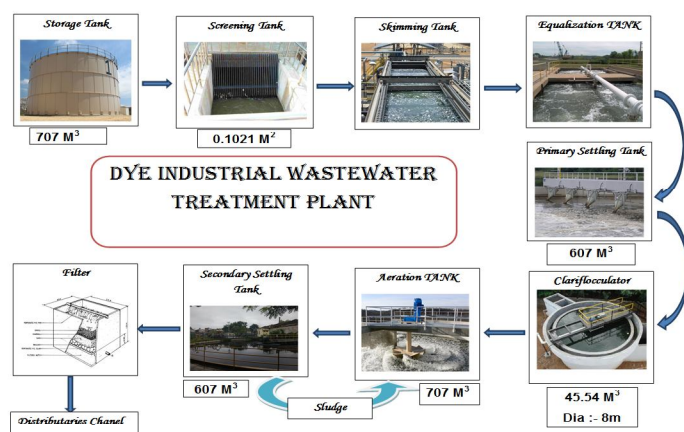 Storage Tank
Screening Tank
Skimming Tank
Equalization TANK
707 M³
0.1021 M²
Primary Settling Tank
DYE INDUSTRIAL WASTEWATER
TREATMENT PLANT
607 M³
Filter
Secondary Settling
Tank
Aeration TANK
Clariflocculator
607 M³
707 M³
45.54 M³
Dia :- 8m
Sludge
Distributaries Chanel